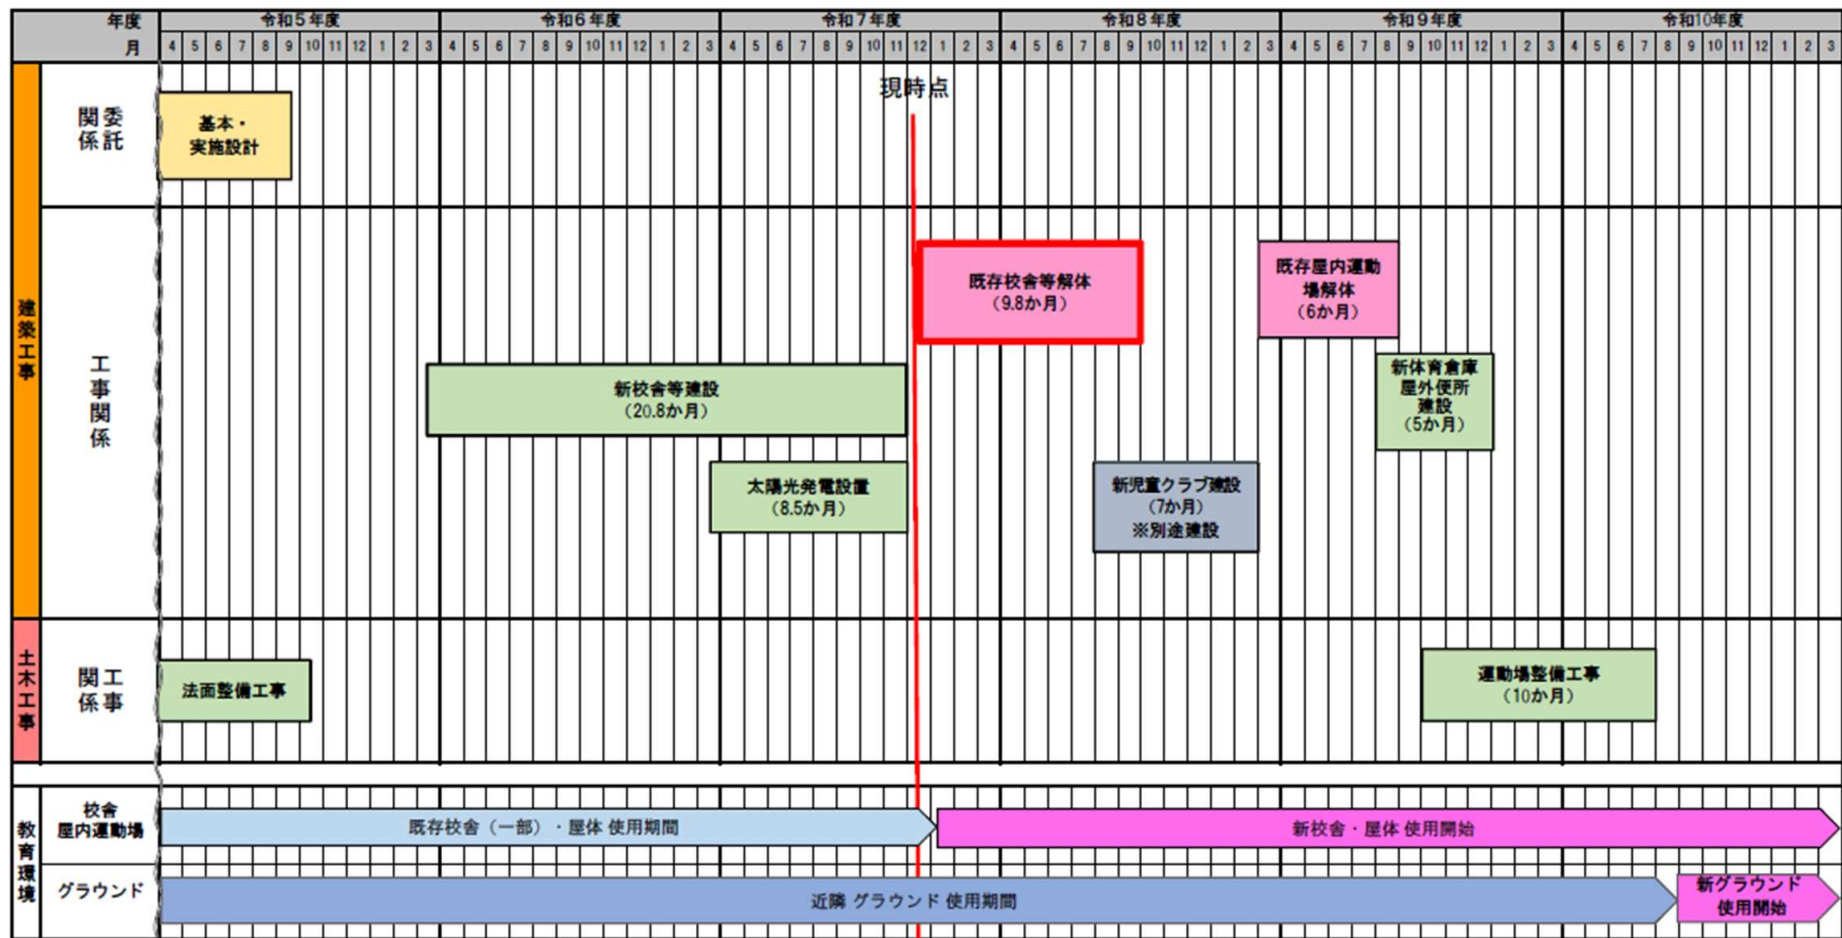 年度 令和5年度 令和6年度 令和7年度 令和8年度 令和9年度 令和10年度
月 4 5 6 7 8 9 10 11 12 1 2 3 4 5 6 7 8 9 10 11 12 1 2 3 4 5 6 7 8 9 10 11 12 1 2 3 4 5 6 7 8 9 10 11 12 1 2 3 4 5 6 7 8 9 10 11 12 1 2 3 4 5 6 7 8 9 10 11 12 1 2 3
現時点
建築工事
委託関係
基本・
実施設計
工事関係
既存校舎等解体
（9.8か月）
既存屋内運動
場解体
（6か月）
新校舎等建設
（20.8か月）
新体育倉庫
屋外便所
建設
（5か月）
太陽光発電設置
（8.5か月）
新児童クラブ建設
（7か月）
※別途建設
土木工事
工事関係
法面整備工事
運動場整備工事
（10か月）
教育環境
校舎
屋内運動場
既存校舎（一部）・屋体 使用期間
新校舎・屋体 使用開始
グラウンド
近隣 グラウンド 使用期間
新グラウンド
使用開始